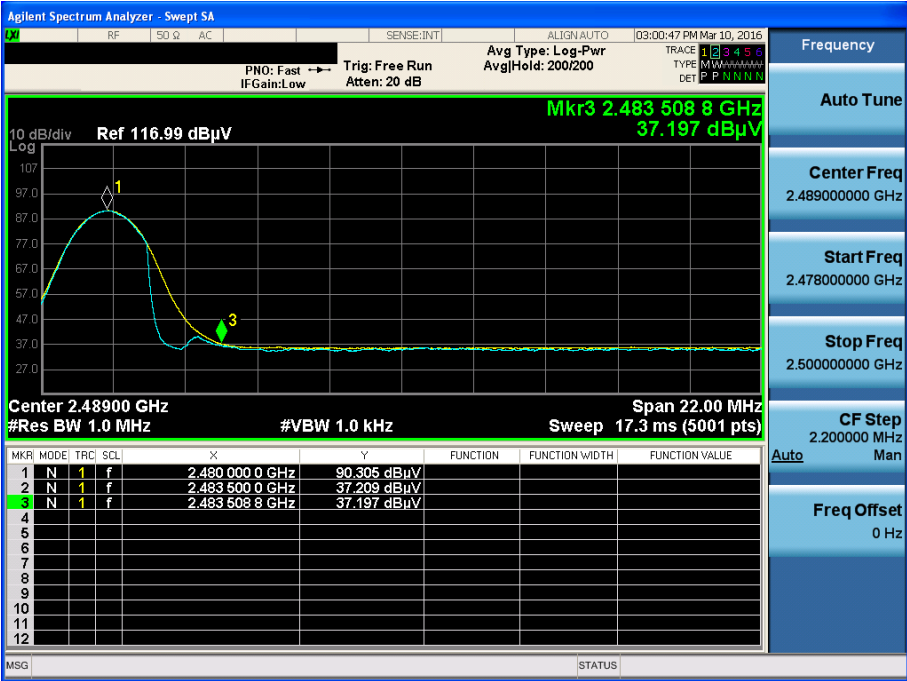 Agilent Spectrum Analyzer - Swept SA
LXI RF 50 Ω AC SENSE:INT ALIGN AUTO 03:00:47 PM Mar 10, 2016
PNO: Fast
IFGain:Low
Trig: Free Run
Atten: 20 dB
Avg Type: Log-Pwr
Avg|Hold: 200/200
TRACE 1 2 3 4 5 6
TYPE MWWWWW
DET P P N N N N
Mkr3 2.483 508 8 GHz
37.197 dBµV
10 dB/div Ref 116.99 dBµV
Log
107
97.0
87.0
77.0
67.0
57.0
47.0
37.0
27.0
1
3
Center 2.48900 GHz Span 22.00 MHz
#Res BW 1.0 MHz #VBW 1.0 kHz Sweep 17.3 ms (5001 pts)
MKR MODE TRC SCL X Y FUNCTION FUNCTION WIDTH FUNCTION VALUE
1 N 1 f 2.480 000 0 GHz 90.305 dBµV
2 N 1 f 2.483 500 0 GHz 37.209 dBµV
3 N 1 f 2.483 508 8 GHz 37.197 dBµV
4
5
6
7
8
9
10
11
12
MSG STATUS
Frequency
Auto Tune
Center Freq
2.489000000 GHz
Start Freq
2.478000000 GHz
Stop Freq
2.500000000 GHz
CF Step
2.200000 MHz
Auto Man
Freq Offset
0 Hz